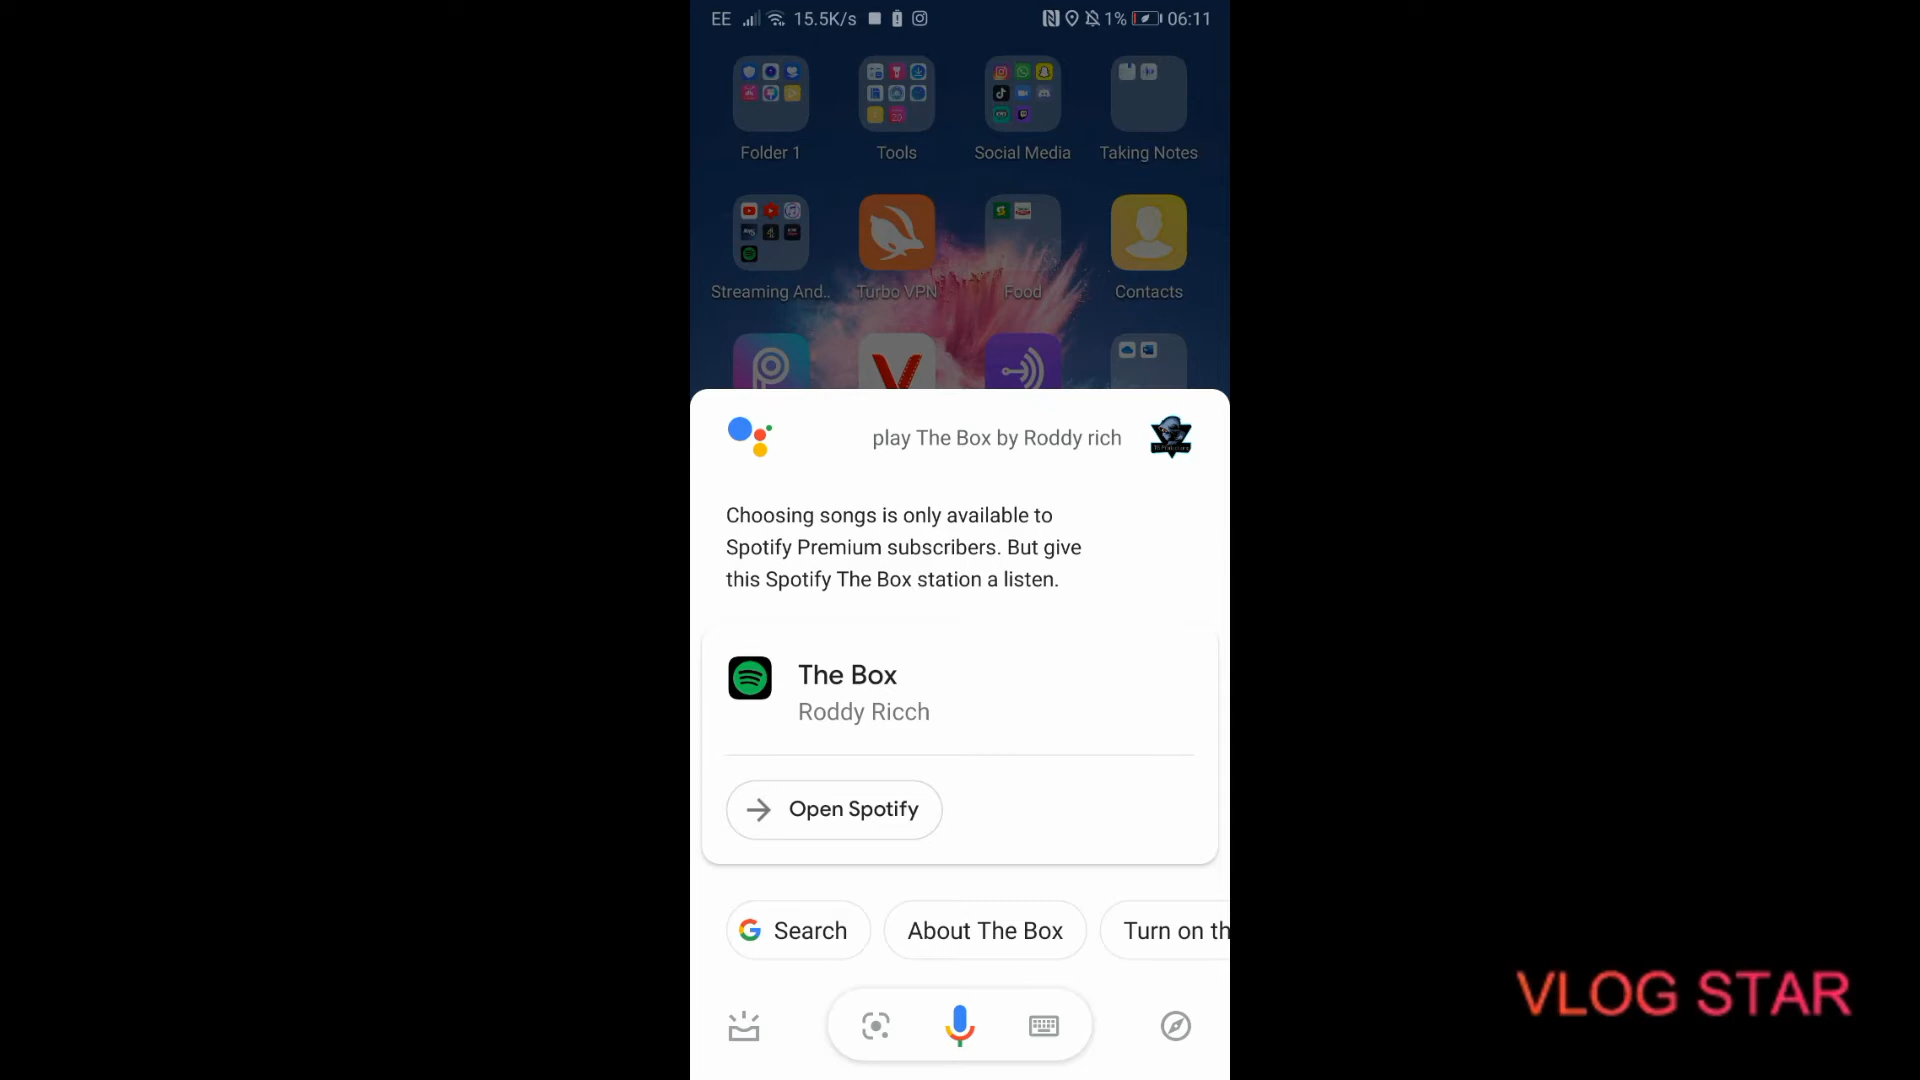 EE 15.5K/s 1% 06:11
Folder 1 Tools Social Media Taking Notes
Streaming And.. Turbo VPN Food Contacts
play The Box by Roddy rich
Choosing songs is only available to
Spotify Premium subscribers. But give
this Spotify The Box station a listen.
The Box
Roddy Ricch
Open Spotify
Search About The Box Turn on th
VLOG STAR